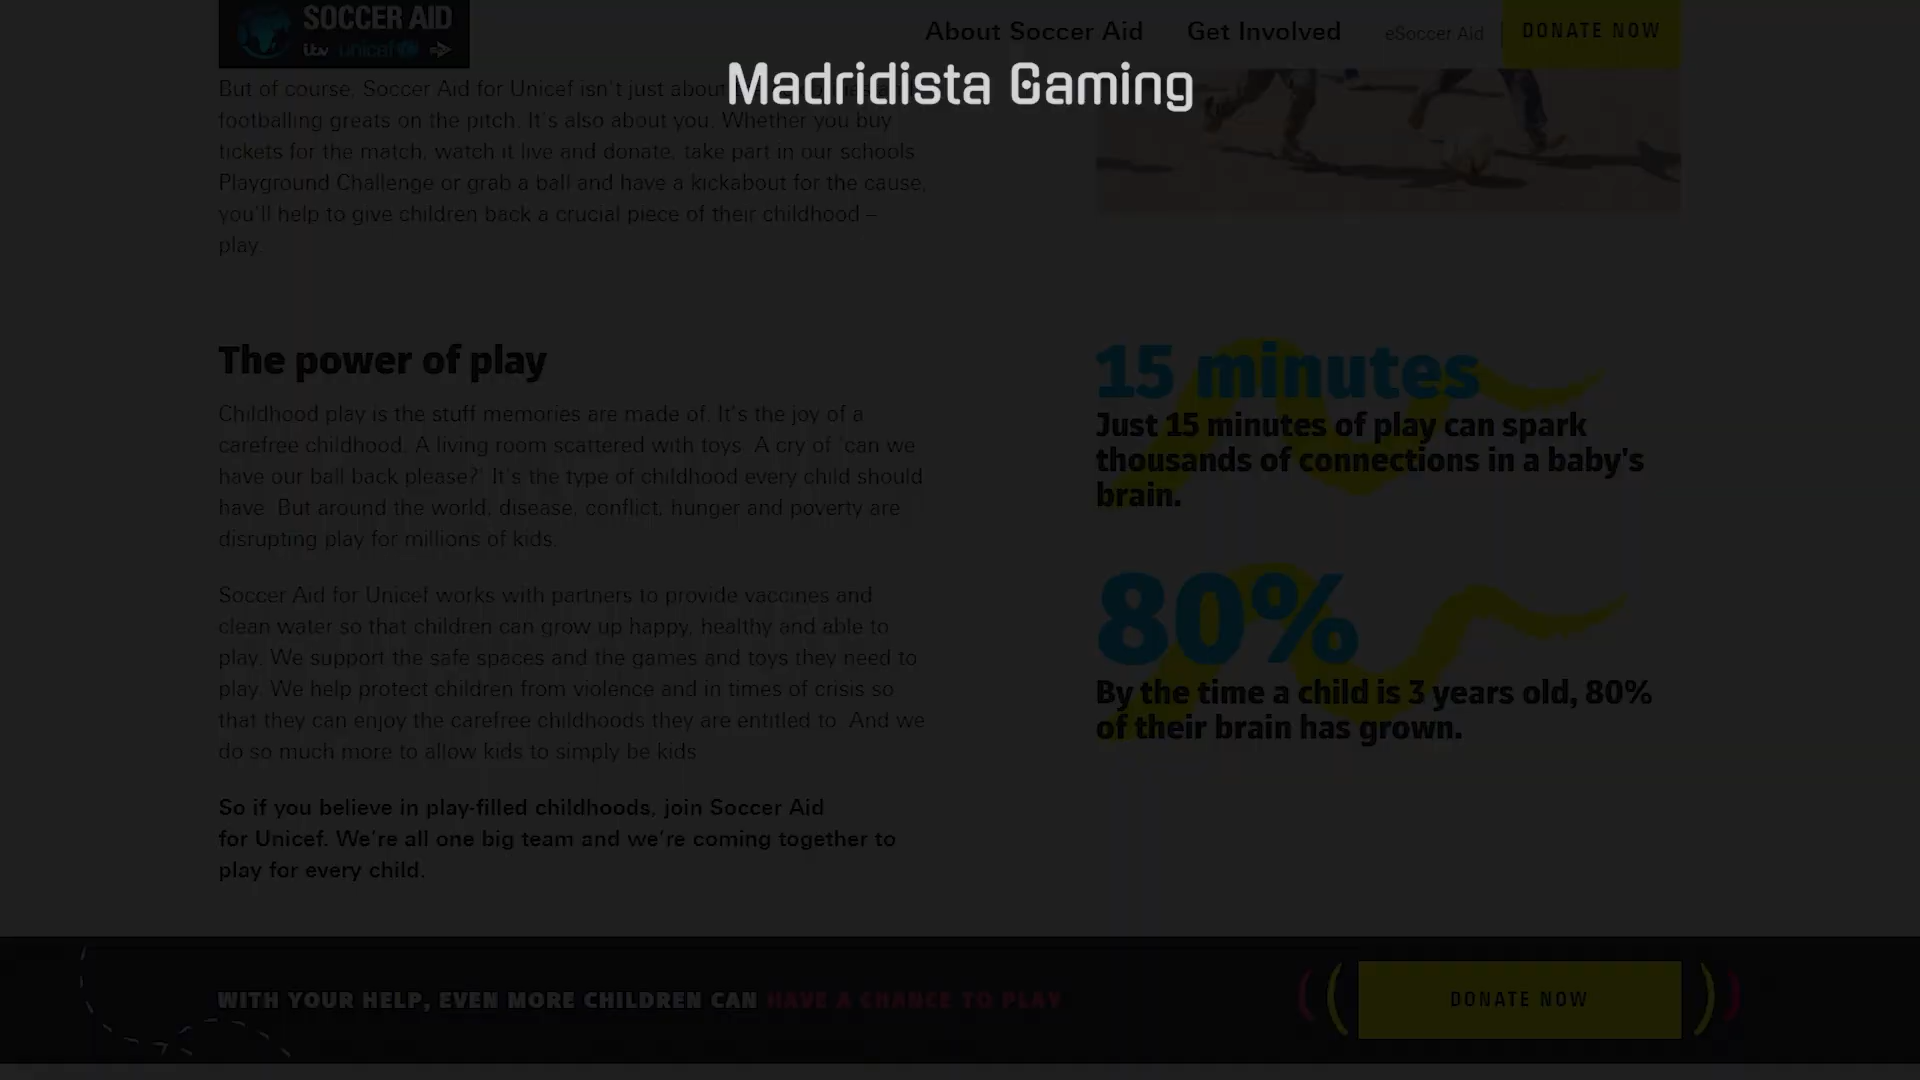 SOCCER AID
itv unicef
About Soccer Aid
Get Involved
eSoccer Aid
DONATE NOW
Madridista Gaming
But of course, Soccer Aid for Unicef isn't just about
footballing greats on the pitch. It's also about you. Whether you buy
tickets for the match, watch it live and donate, take part in our schools
Playground Challenge or grab a ball and have a kickabout for the cause,
you'll help to give children back a crucial piece of their childhood –
play.
The power of play
Childhood play is the stuff memories are made of. It's the joy of a
carefree childhood. A living room scattered with toys. A cry of 'can we
have our ball back please?' It's the type of childhood every child should
have. But around the world, disease, conflict, hunger and poverty are
disrupting play for millions of kids.
Soccer Aid for Unicef works with partners to provide vaccines and
clean water so that children can grow up happy, healthy and able to
play. We support the safe spaces and the games and toys they need to
play. We help protect children from violence and in times of crisis so
that they can enjoy the carefree childhoods they are entitled to. And we
do so much more to allow kids to simply be kids
So if you believe in play-filled childhoods, join Soccer Aid
for Unicef. We're all one big team and we're coming together to
play for every child.
15 minutes
Just 15 minutes of play can spark
thousands of connections in a baby's
brain.
80%
By the time a child is 3 years old, 80%
of their brain has grown.
WITH YOUR HELP, EVEN MORE CHILDREN CAN HAVE A CHANCE TO PLAY
DONATE NOW